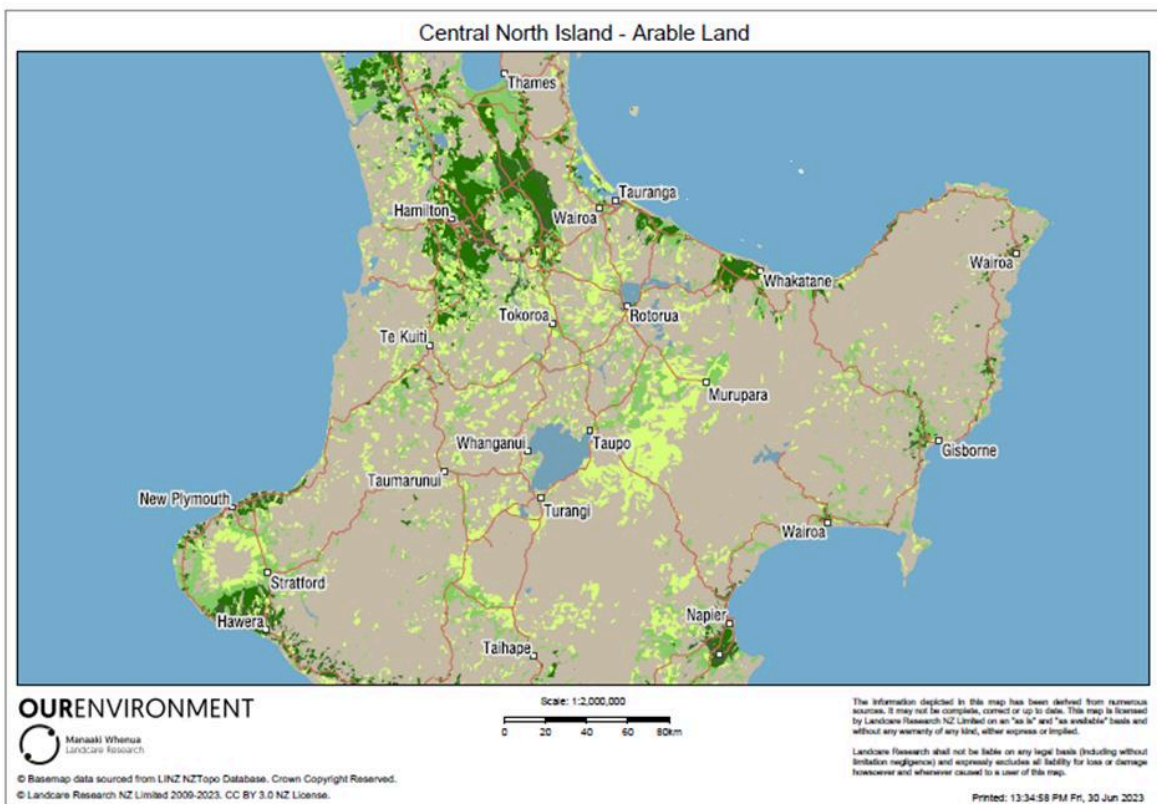 Central North Island - Arable Land
Thames
Tauranga
Hamilton
Wairoa
Wairoa
Whakatane
Tokoroa
Rotorua
Te Kuiti
Murupara
Whanganui
Taupo
Gisborne
Taumarunui
New Plymouth
Turangi
Wairoa
Stratford
Hawera
Napier
Taihape
OURENVIRONMENT
Manaaki Whenua
Landcare Research
© Basemap data sourced from LINZ NZTopo Database. Crown Copyright Reserved.
© Landcare Research NZ Limited 2009-2023. CC BY 3.0 NZ License.
Scale: 1:2,000,000
0 20 40 60 80km
The information depicted in this map has been derived from numerous
sources. It may not be complete, correct or up to date. This map is licensed
by Landcare Research NZ Limited on an "as is" and "as available" basis and
without any warranty of any kind, either express or implied.
Landcare Research shall not be liable on any legal basis (including without
limitation negligence) and expressly excludes all liability for loss or damage
howsoever and whenever caused to a user of this map.
Printed: 13:34:58 PM Fri, 30 Jun 2023